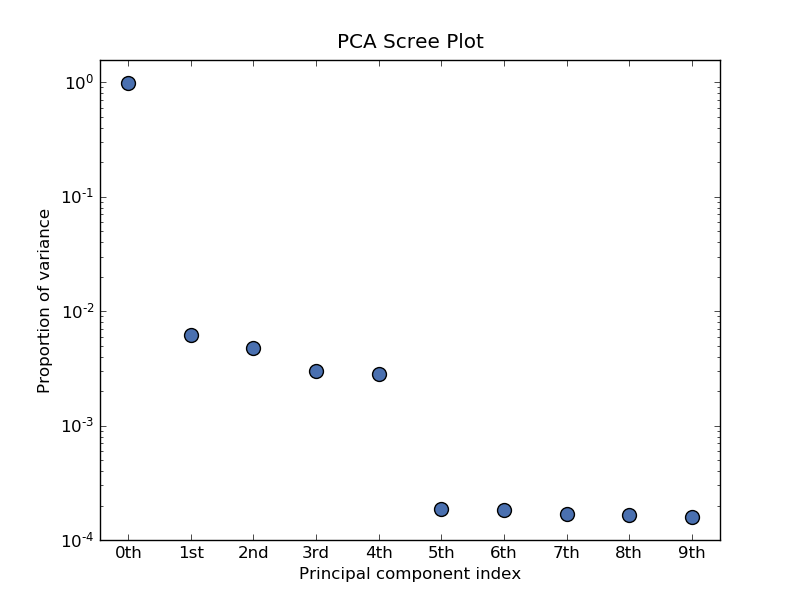 PCA Scree Plot
10^0
10^-1
10^-2
10^-3
10^-4
Proportion of variance
0th 1st 2nd 3rd 4th 5th 6th 7th 8th 9th
Principal component index